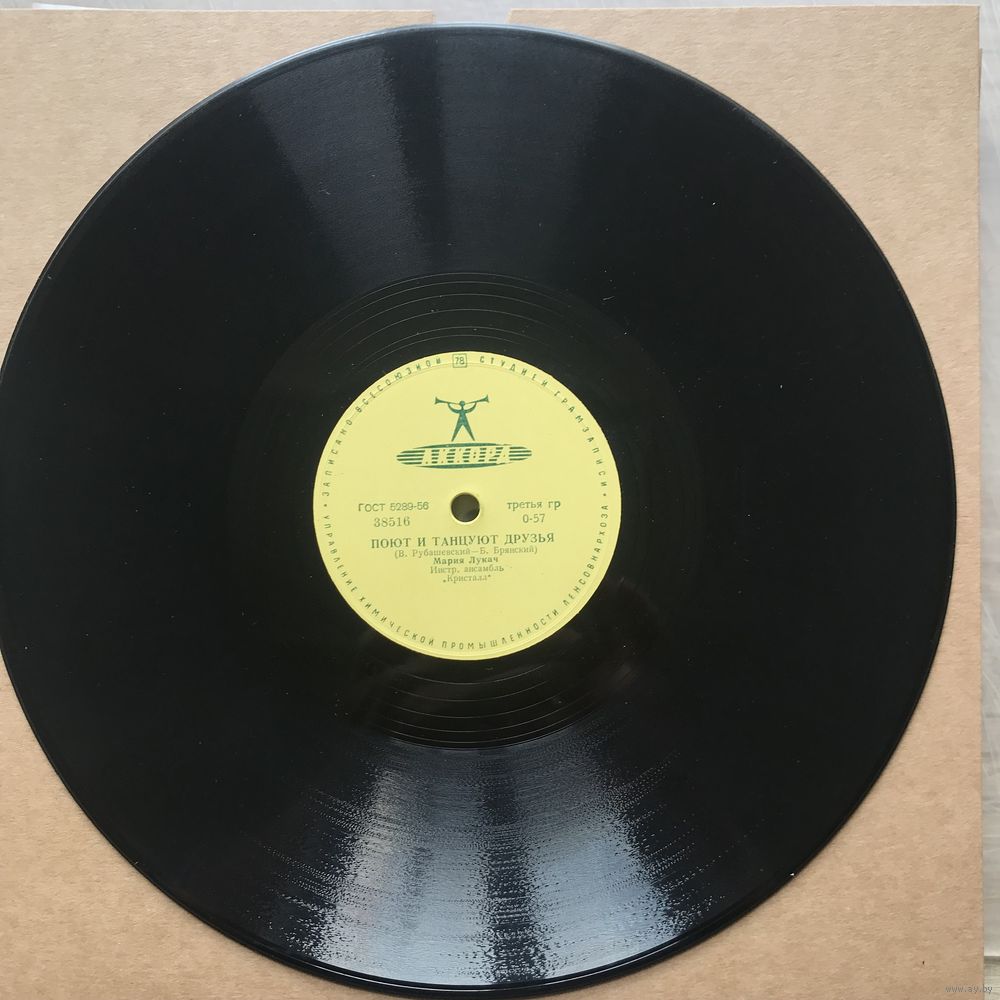 ЗАПИСАНО ВСЕСОЮЗНОЙ 78 СТУДИЕЙ ГРАМЗАПИСИ
АККОРД
ГОСТ 5289-56 третья гр
38516 0-57
ПОЮТ И ТАНЦУЮТ ДРУЗЬЯ
(В. Рубашевский—Б. Брянский)
Мария Лукач
Инстр. ансамбль
„Кристалл“
УПРАВЛЕНИЕ ХИМИЧЕСКОЙ ПРОМЫШЛЕННОСТИ ЛЕНСОВНАРХОЗА
www.ay.by